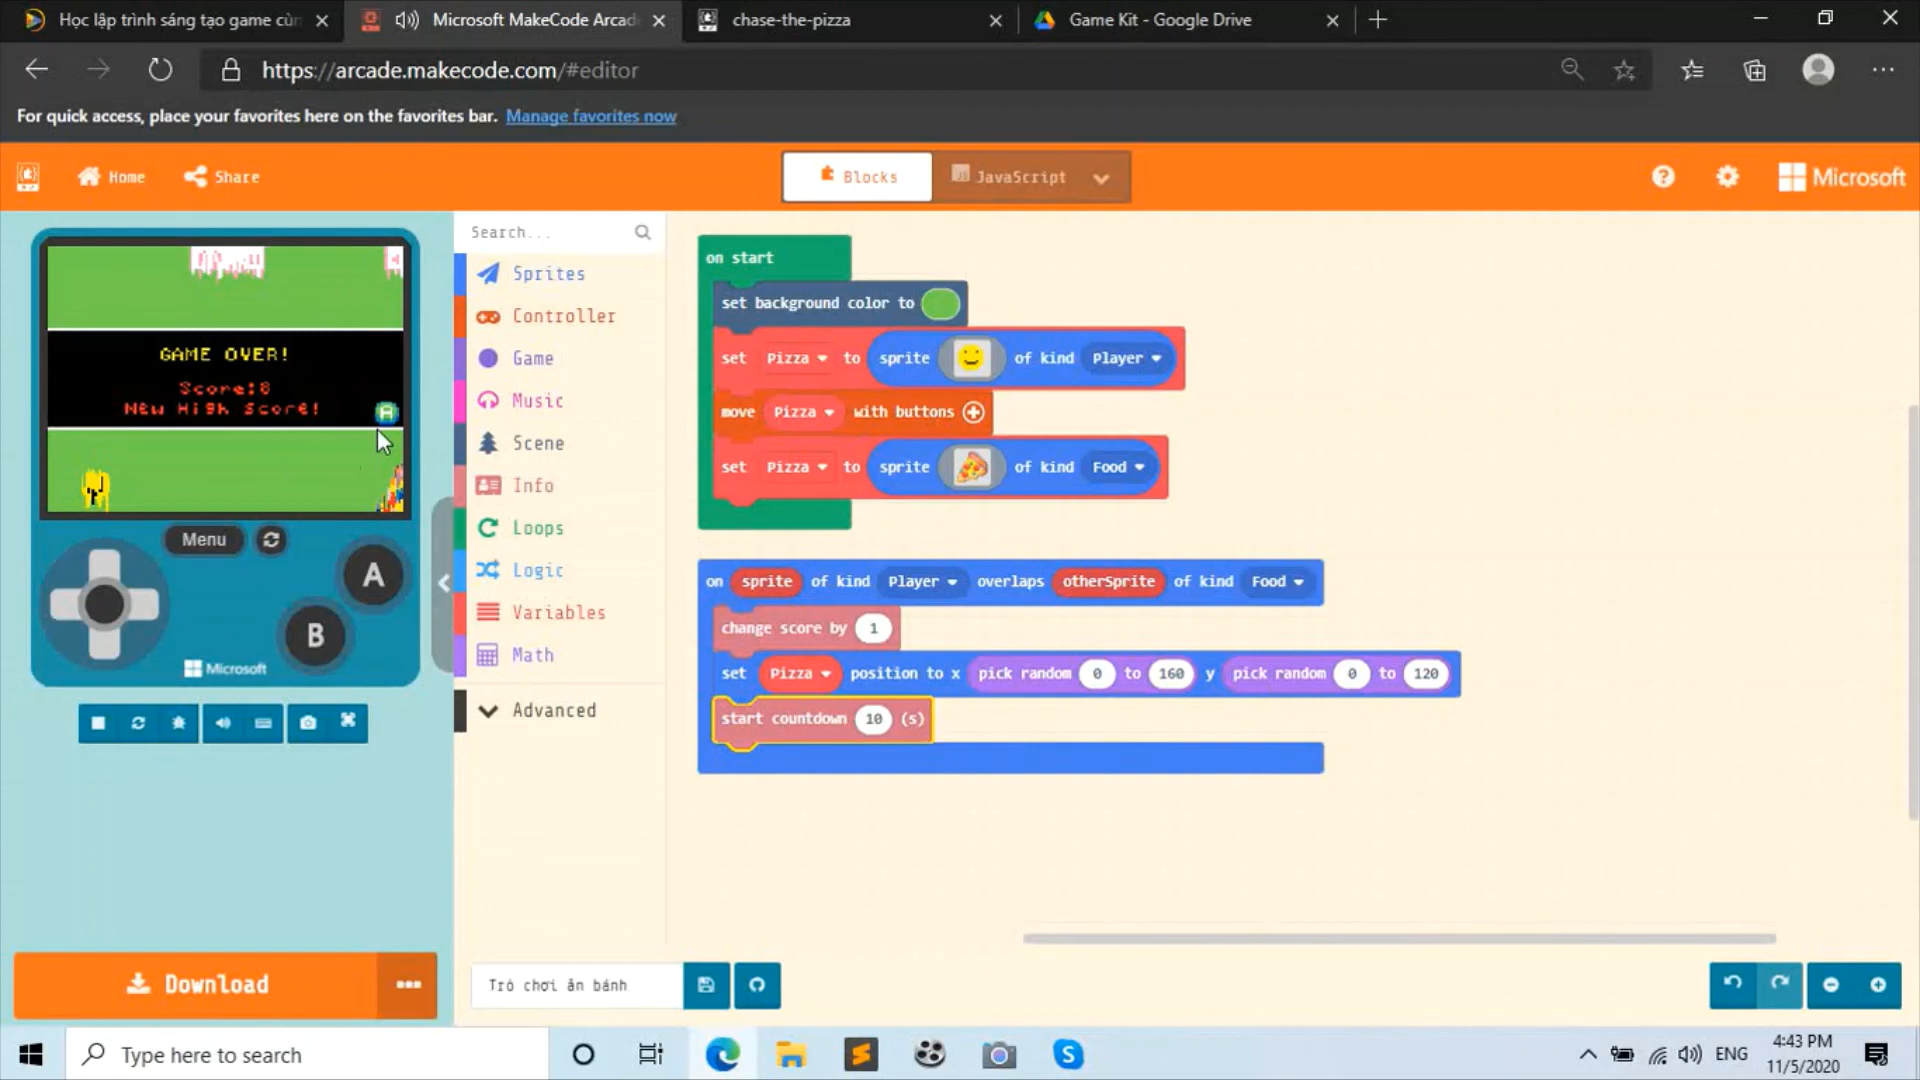 Học lập trình sáng tạo game cùn
Microsoft MakeCode Arcade
chase-the-pizza
Game Kit - Google Drive
https://arcade.makecode.com/#editor
For quick access, place your favorites here on the favorites bar. Manage favorites now
Home
Share
Blocks
JavaScript
Microsoft
GAME OVER!
Score:8
New High Score!
A
Menu
A
B
Microsoft
Search...
Sprites
Controller
Game
Music
Scene
Info
Loops
Logic
Variables
Math
Advanced
on start
set background color to
set Pizza to sprite of kind Player
move Pizza with buttons
set Pizza to sprite of kind Food
on sprite of kind Player overlaps otherSprite of kind Food
change score by 1
set Pizza position to x pick random 0 to 160 y pick random 0 to 120
start countdown 10 (s)
Download
Trò chơi ăn bánh
Type here to search
ENG
4:43 PM
11/5/2020